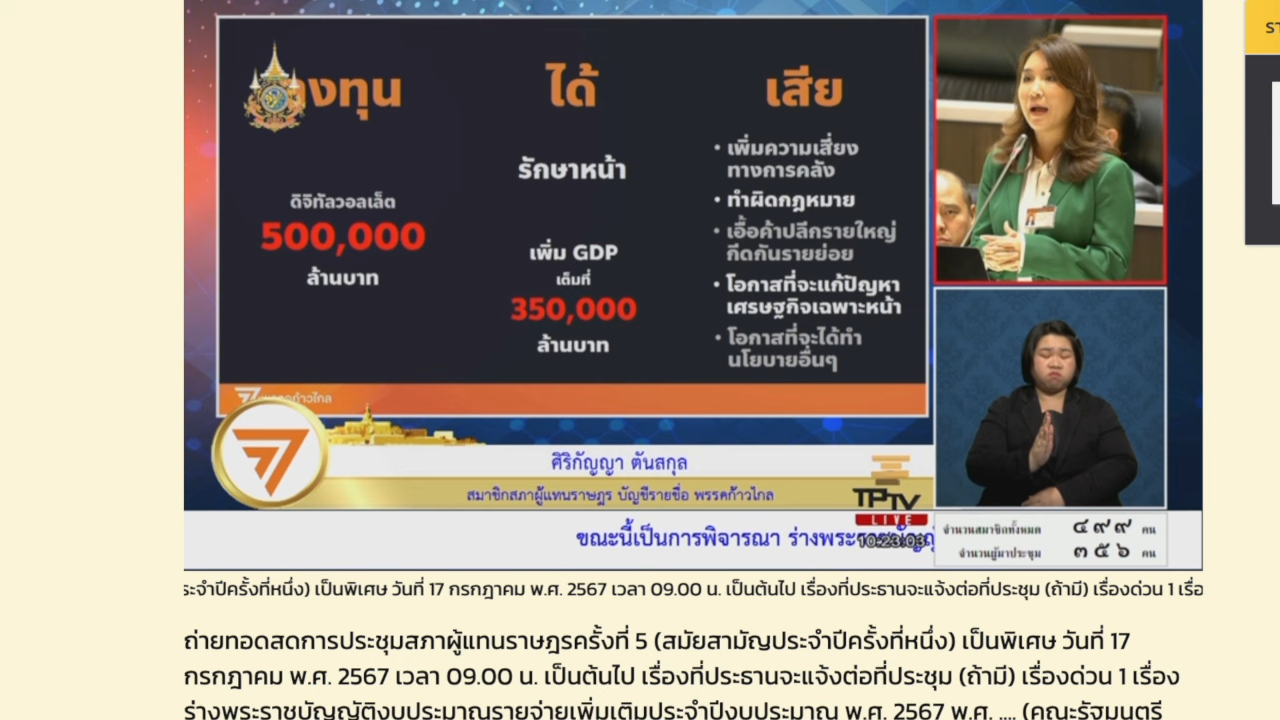 งทุน
ได้
เสีย
ดิจิทัลวอลเล็ต
500,000
ล้านบาท
รักษาหน้า
เพิ่ม GDP
เต็มที่
350,000
ล้านบาท
• เพิ่มความเสี่ยง
ทางการคลัง
• ทำผิดกฎหมาย
• เอื้อค้าปลีกรายใหญ่
กีดกันรายย่อย
• โอกาสที่จะแก้ปัญหา
เศรษฐกิจเฉพาะหน้า
• โอกาสที่จะได้ทำ
นโยบายอื่นๆ
ก้าวไกล
ศิริกัญญา ตันสกุล
สมาชิกสภาผู้แทนราษฎร บัญชีรายชื่อ พรรคก้าวไกล
TPTV
LIVE
10:23:03
ขณะนี้เป็นการพิจารณา ร่างพระ
จำนวนสมาชิกทั้งหมด ๔๙๙ คน
จำนวนผู้มาประชุม ๓๕๖ คน
ระจำปีครั้งที่หนึ่ง) เป็นพิเศษ วันที่ 17 กรกฎาคม พ.ศ. 2567 เวลา 09.00 น. เป็นต้นไป เรื่องที่ประธานจะแจ้งต่อที่ประชุม (ถ้ามี) เรื่องด่วน 1 เรื่อ
ถ่ายทอดสดการประชุมสภาผู้แทนราษฎรครั้งที่ 5 (สมัยสามัญประจำปีครั้งที่หนึ่ง) เป็นพิเศษ วันที่ 17
กรกฎาคม พ.ศ. 2567 เวลา 09.00 น. เป็นต้นไป เรื่องที่ประธานจะแจ้งต่อที่ประชุม (ถ้ามี) เรื่องด่วน 1 เรื่อง
ร่างพระราชบัญญัติงบประมาณรายจ่ายเพิ่มเติมประจำปีงบประมาณ พ.ศ. 2567 พ.ศ. .... (คณะรัฐมนตรี